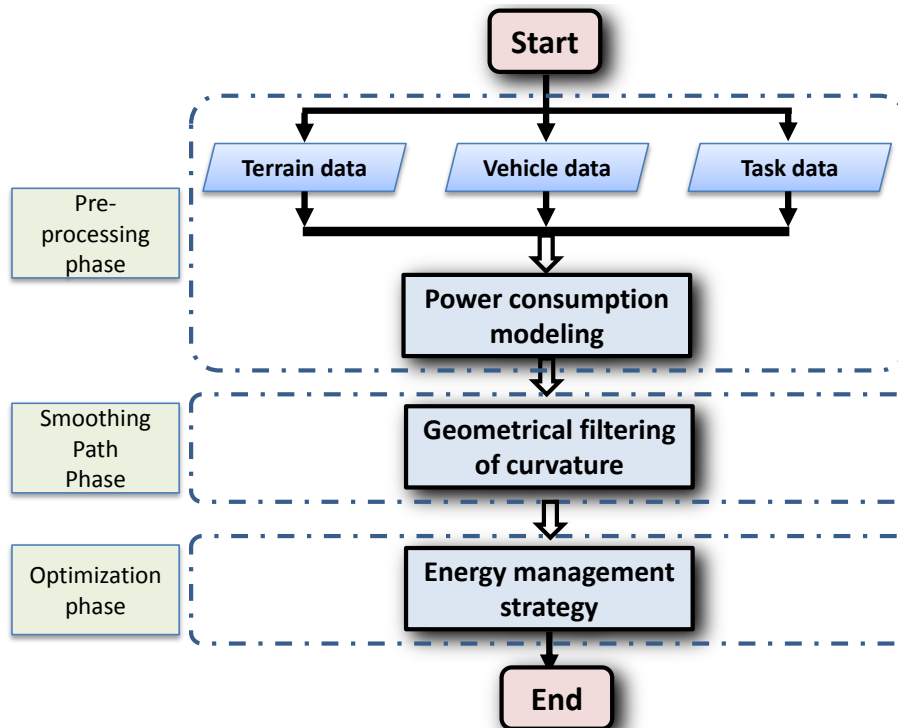 Start
Terrain data
Vehicle data
Task data
Pre-
processing
phase
Power consumption
modeling
Smoothing
Path
Phase
Geometrical filtering
of curvature
Optimization
phase
Energy management
strategy
End